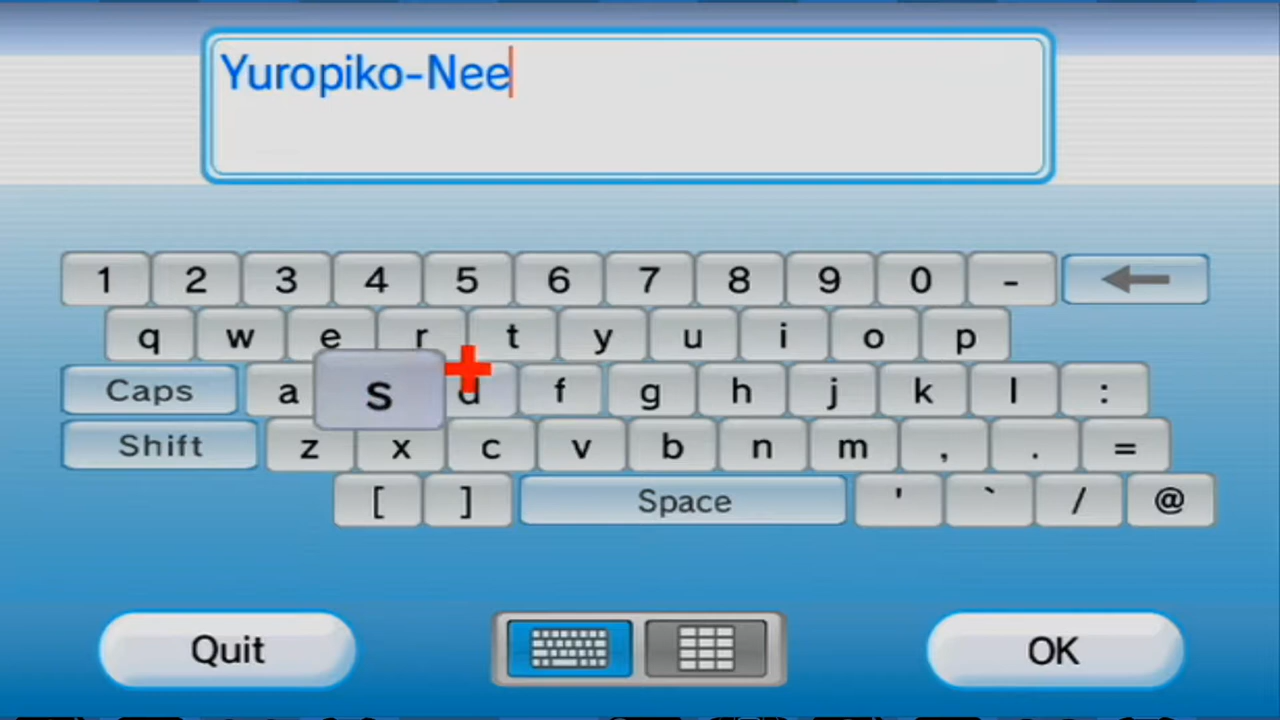 Yuropiko-Nee
1 2 3 4 5 6 7 8 9 0 -
q w e r t y u i o p
Caps a s d f g h j k l :
Shift z x c v b n m , . =
[ ] Space ' ` / @
Quit OK